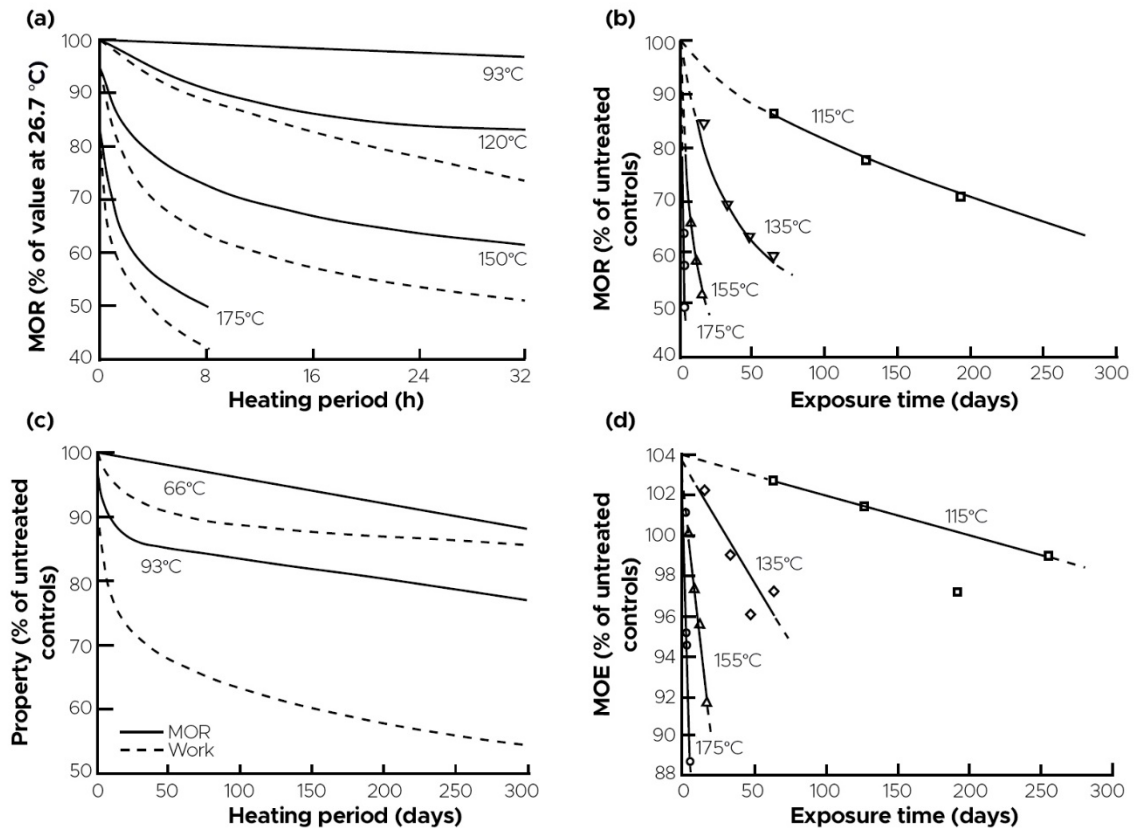 (a)
MOR (% of value at 26.7 °C)
100
90
80
70
60
50
40
93°C
120°C
150°C
175°C
0
8
16
24
32
Heating period (h)
(b)
MOR (% of untreated
controls)
100
90
80
70
60
50
40
115°C
135°C
155°C
175°C
0
50
100
150
200
250
300
Exposure time (days)
(c)
Property (% of untreated
controls)
100
90
80
70
60
50
66°C
93°C
MOR
Work
0
50
100
150
200
250
300
Heating period (days)
(d)
MOE (% of untreated
controls)
104
102
100
98
96
94
92
90
88
115°C
135°C
155°C
175°C
0
50
100
150
200
250
300
Exposure time (days)